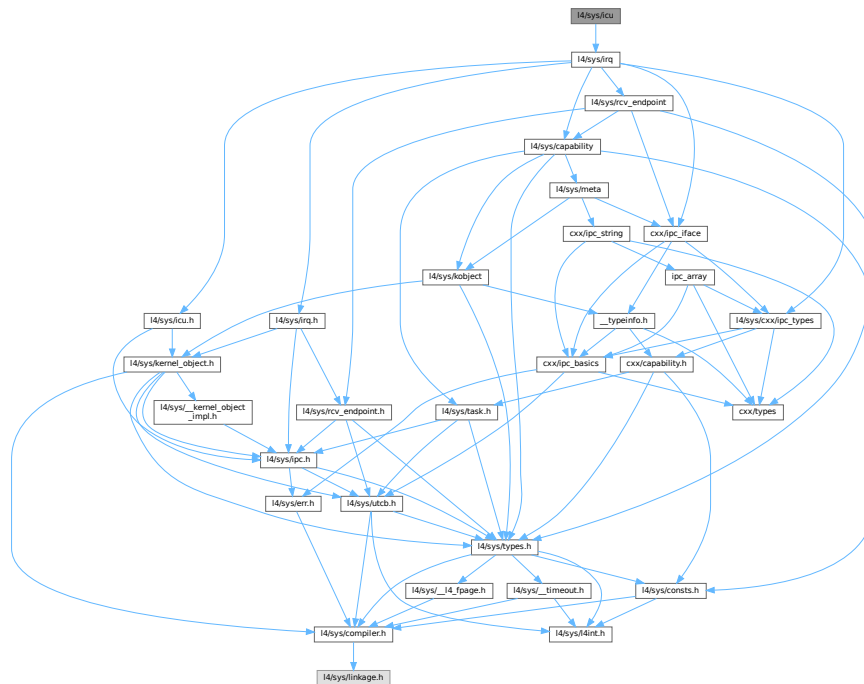 l4/sys/icu
l4/sys/irq
l4/sys/rcv_endpoint
l4/sys/capability
l4/sys/meta
cxx/ipc_string
cxx/ipc_iface
l4/sys/kobject
ipc_array
l4/sys/icu.h
l4/sys/irq.h
__typeinfo.h
l4/sys/cxx/ipc_types
l4/sys/kernel_object.h
cxx/ipc_basics
cxx/capability.h
l4/sys/__kernel_object
_impl.h
l4/sys/rcv_endpoint.h
l4/sys/task.h
cxx/types
l4/sys/ipc.h
l4/sys/err.h
l4/sys/utcb.h
l4/sys/types.h
l4/sys/__l4_fpage.h
l4/sys/__timeout.h
l4/sys/consts.h
l4/sys/compiler.h
l4/sys/l4int.h
l4/sys/linkage.h